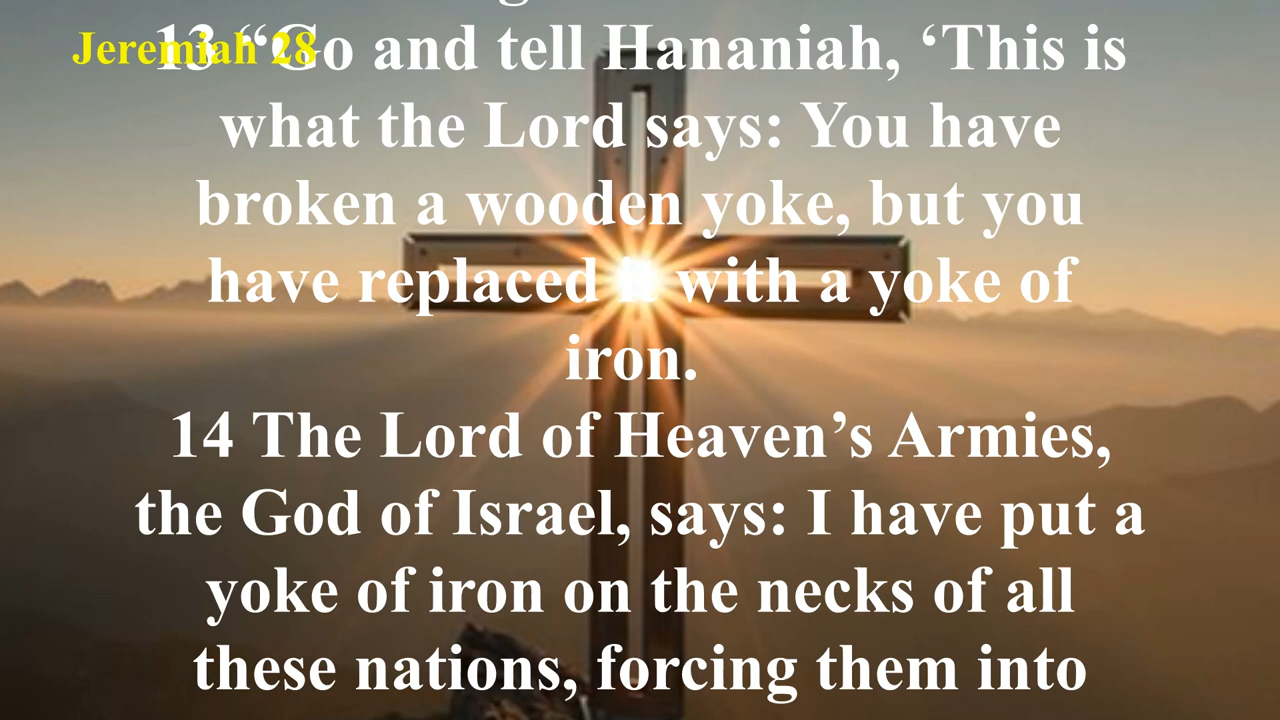 Jeremiah 28
13 “Go and tell Hananiah, ‘This is
what the Lord says: You have
broken a wooden yoke, but you
have replaced it with a yoke of
iron.
14 The Lord of Heaven’s Armies,
the God of Israel, says: I have put a
yoke of iron on the necks of all
these nations, forcing them into